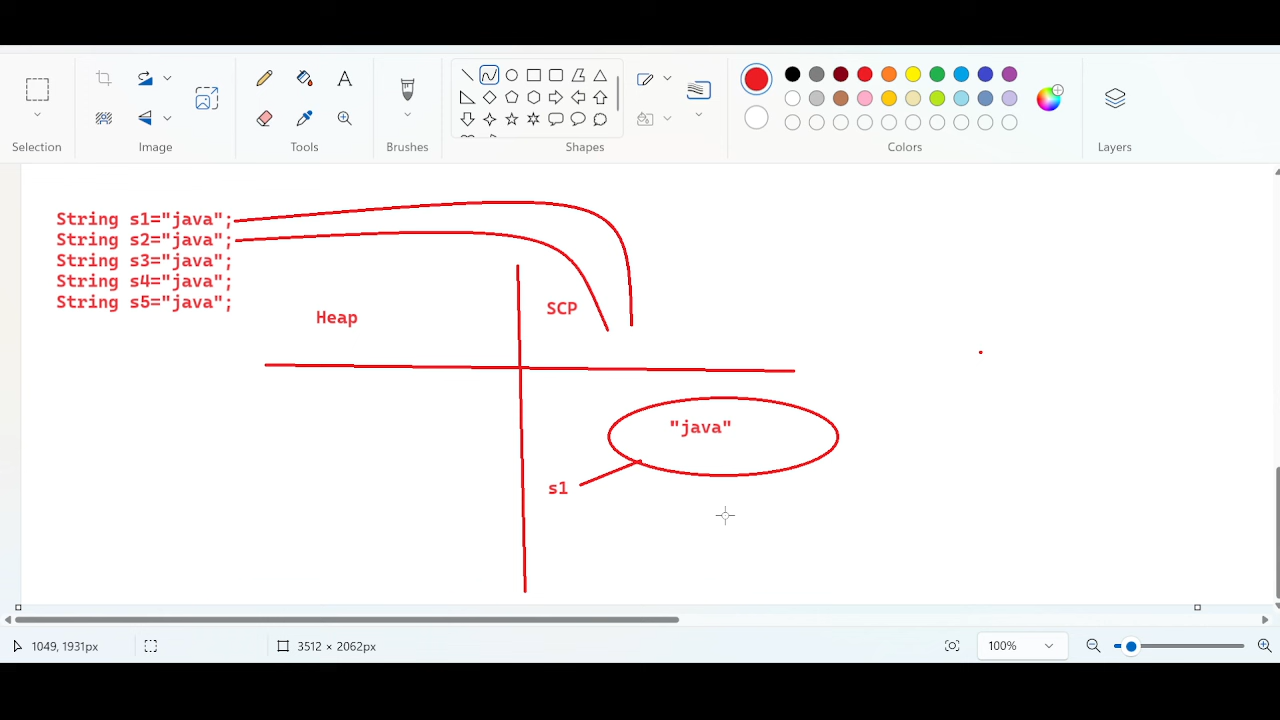 Selection
Image
Tools
Brushes
Shapes
Colors
Layers
A
String s1="java";
String s2="java";
String s3="java";
String s4="java";
String s5="java";
Heap
SCP
"java"
s1
1049, 1931px
3512 × 2062px
100%